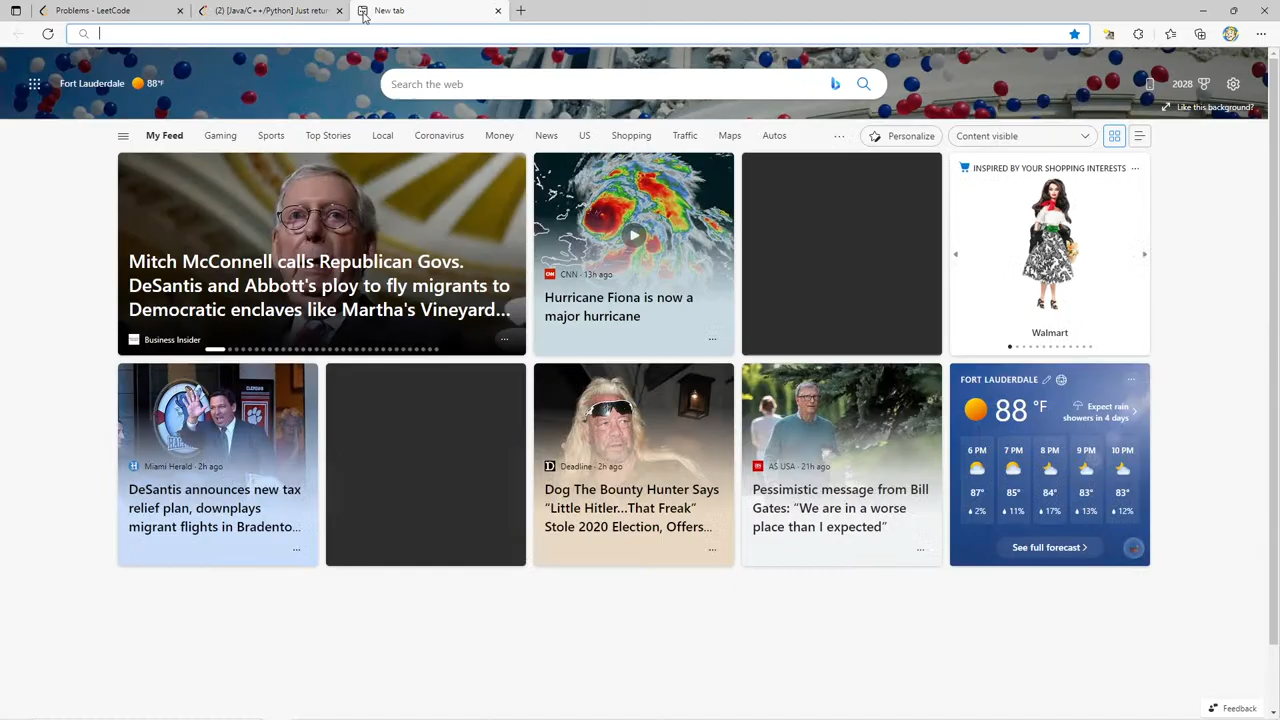 Problems - LeetCode
(2) [Java/C++/Python] Just retur
New tab
Fort Lauderdale 88°F
Search the web
2028
Like this background?
My Feed Gaming Sports Top Stories Local Coronavirus Money News US Shopping Traffic Maps Autos ... Personalize Content visible
Mitch McConnell calls Republican Govs.
DeSantis and Abbott's ploy to fly migrants to
Democratic enclaves like Martha's Vineyard...
Business Insider
CNN · 13h ago
Hurricane Fiona is now a
major hurricane
INSPIRED BY YOUR SHOPPING INTERESTS
Walmart
Miami Herald · 2h ago
DeSantis announces new tax
relief plan, downplays
migrant flights in Bradento...
Deadline · 2h ago
Dog The Bounty Hunter Says
“Little Hitler...That Freak”
Stole 2020 Election, Offers...
AS USA · 21h ago
Pessimistic message from Bill
Gates: “We are in a worse
place than I expected”
FORT LAUDERDALE
88 °F
Expect rain
showers in 4 days
6 PM 7 PM 8 PM 9 PM 10 PM
87° 85° 84° 83° 83°
2% 11% 17% 13% 12%
See full forecast
Feedback